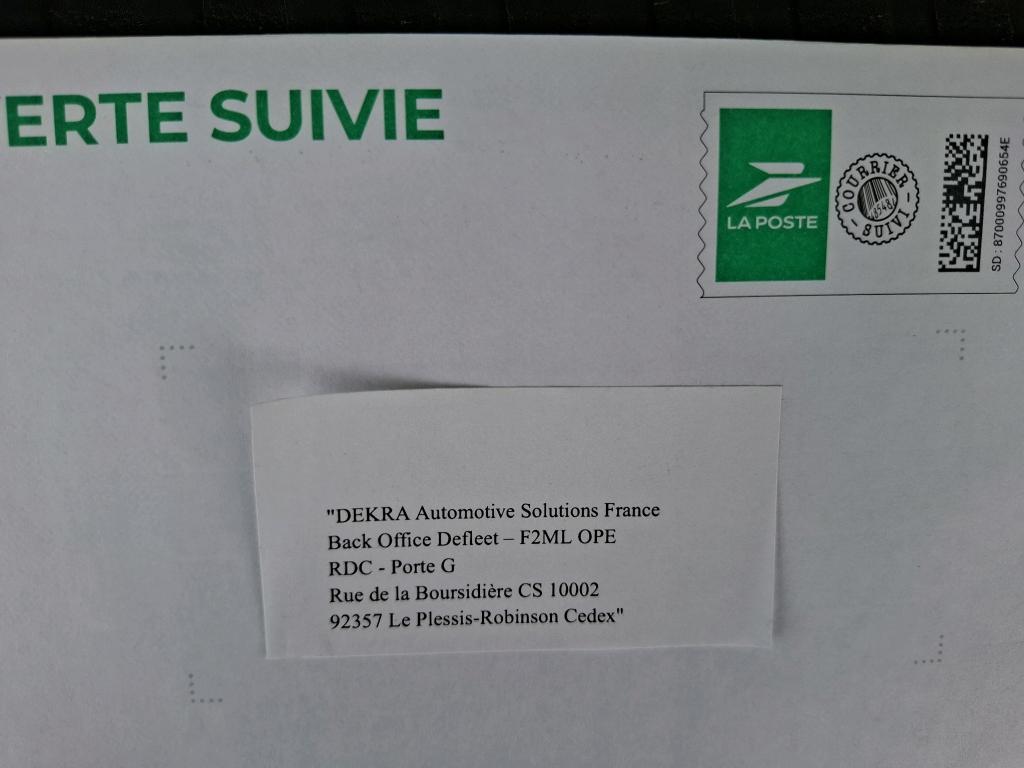 ERTE SUIVIE
LA POSTE
COURRIER
SUIVI
SD : 87000997690654E
"DEKRA Automotive Solutions France
Back Office Defleet – F2ML OPE
RDC - Porte G
Rue de la Boursidière CS 10002
92357 Le Plessis-Robinson Cedex"